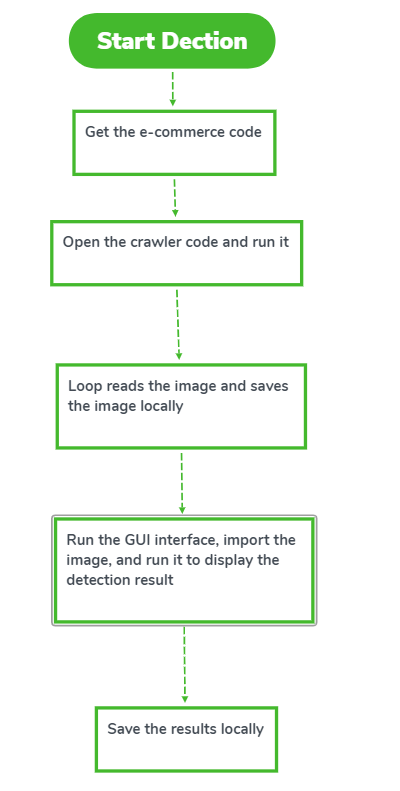 Start Dection
Get the e-commerce code
Open the crawler code and run it
Loop reads the image and saves
the image locally
Run the GUI interface, import the
image, and run it to display the
detection result
Save the results locally